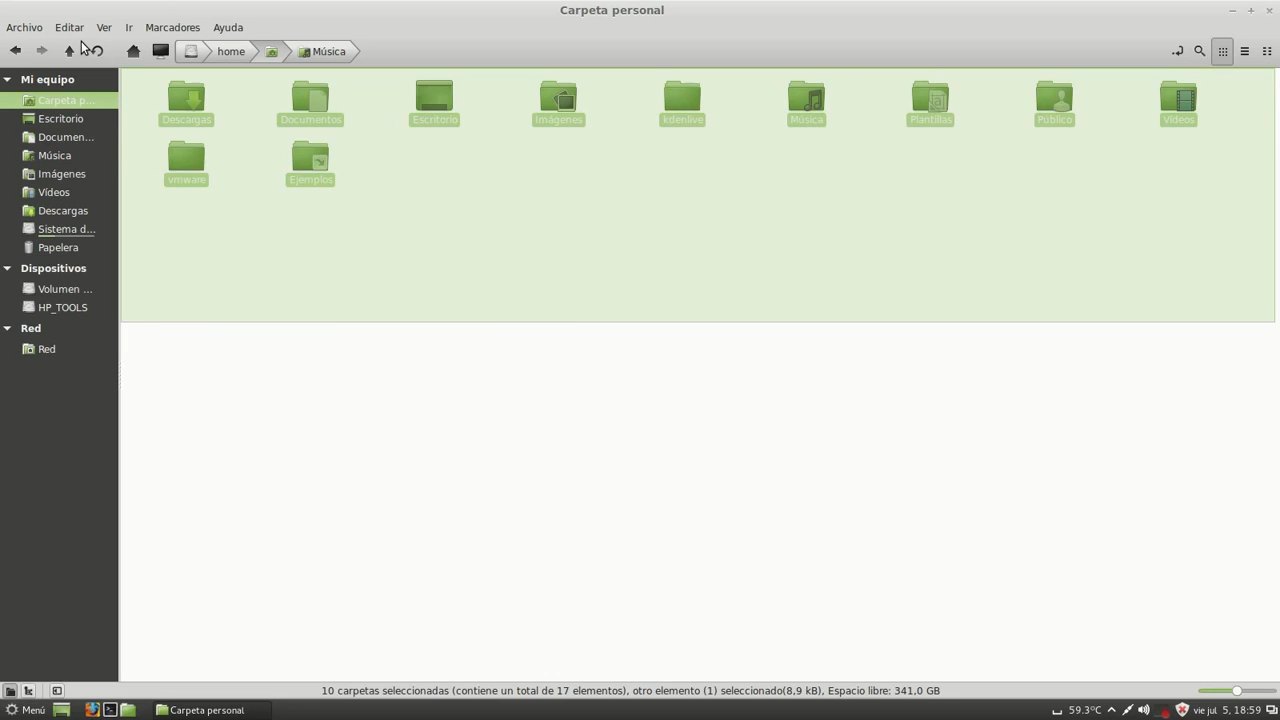 Carpeta personal
Archivo Editar Ver Ir Marcadores Ayuda
home Música
Mi equipo
Carpeta p...
Escritorio
Documen...
Música
Imágenes
Vídeos
Descargas
Sistema d...
Papelera
Dispositivos
Volumen ...
HP_TOOLS
Red
Red
Descargas Documentos Escritorio Imágenes kdenlive Música Plantillas Público Vídeos
vmware Ejemplos
10 carpetas seleccionadas (contiene un total de 17 elementos), otro elemento (1) seleccionado(8,9 kB), Espacio libre: 341,0 GB
Menú Carpeta personal 59.3ºC vie jul 5, 18:59